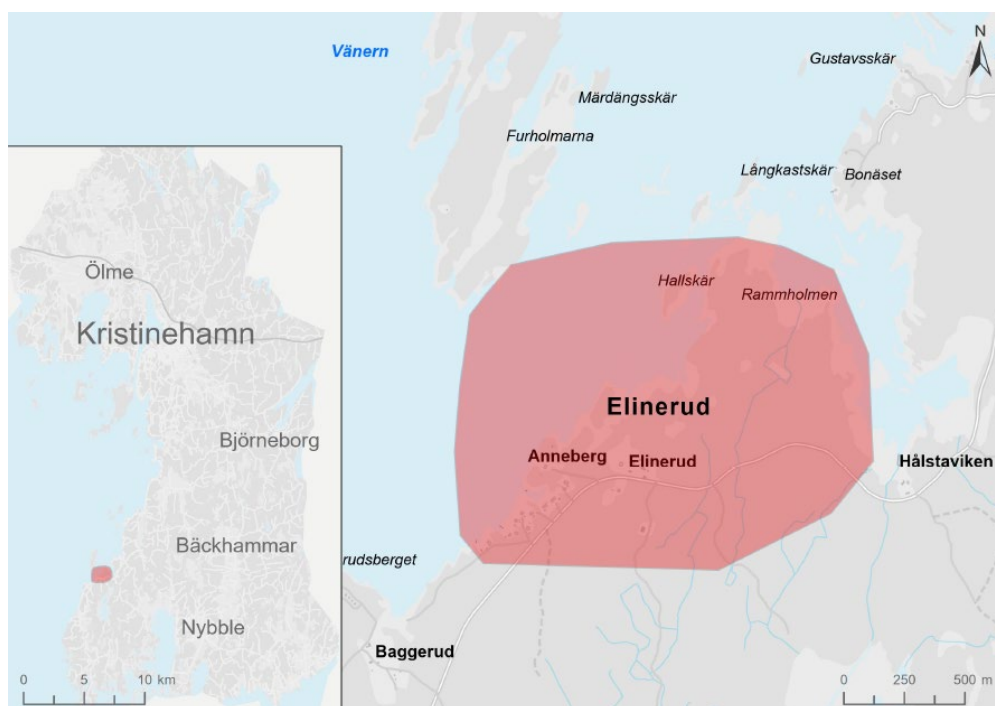 Vänern
N
Gustavsskär
Märdängsskär
Furholmarna
Långkastskär
Bonäset
Ölme
Kristinehamn
Björneborg
Bäckhammar
Nybble
0 5 10 km
Hallskär
Rammholmen
Elinerud
Anneberg
Elinerud
Hålstaviken
rudsberget
Baggerud
0 250 500 m